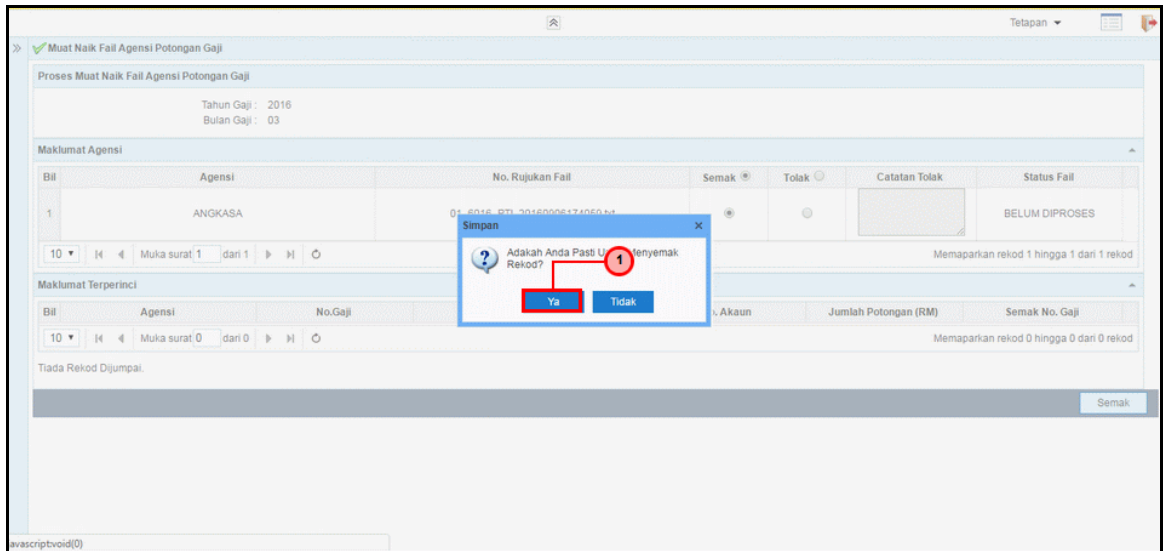 Tetapan
Muat Naik Fail Agensi Potongan Gaji
Proses Muat Naik Fail Agensi Potongan Gaji
Tahun Gaji : 2016
Bulan Gaji : 03
Maklumat Agensi
Bil Agensi No. Rujukan Fail Semak Tolak Catatan Tolak Status Fail
1 ANGKASA BELUM DIPROSES
Simpan x
Adakah Anda Pasti Menyemak
Rekod?
1
Ya Tidak
10 Muka surat 1 dari 1 Memaparkan rekod 1 hingga 1 dari 1 rekod
Maklumat Terperinci
Bil Agensi No.Gaji . Akaun Jumlah Potongan (RM) Semak No. Gaji
10 Muka surat 0 dari 0 Memaparkan rekod 0 hingga 0 dari 0 rekod
Tiada Rekod Dijumpai.
Semak
avascript:void(0)